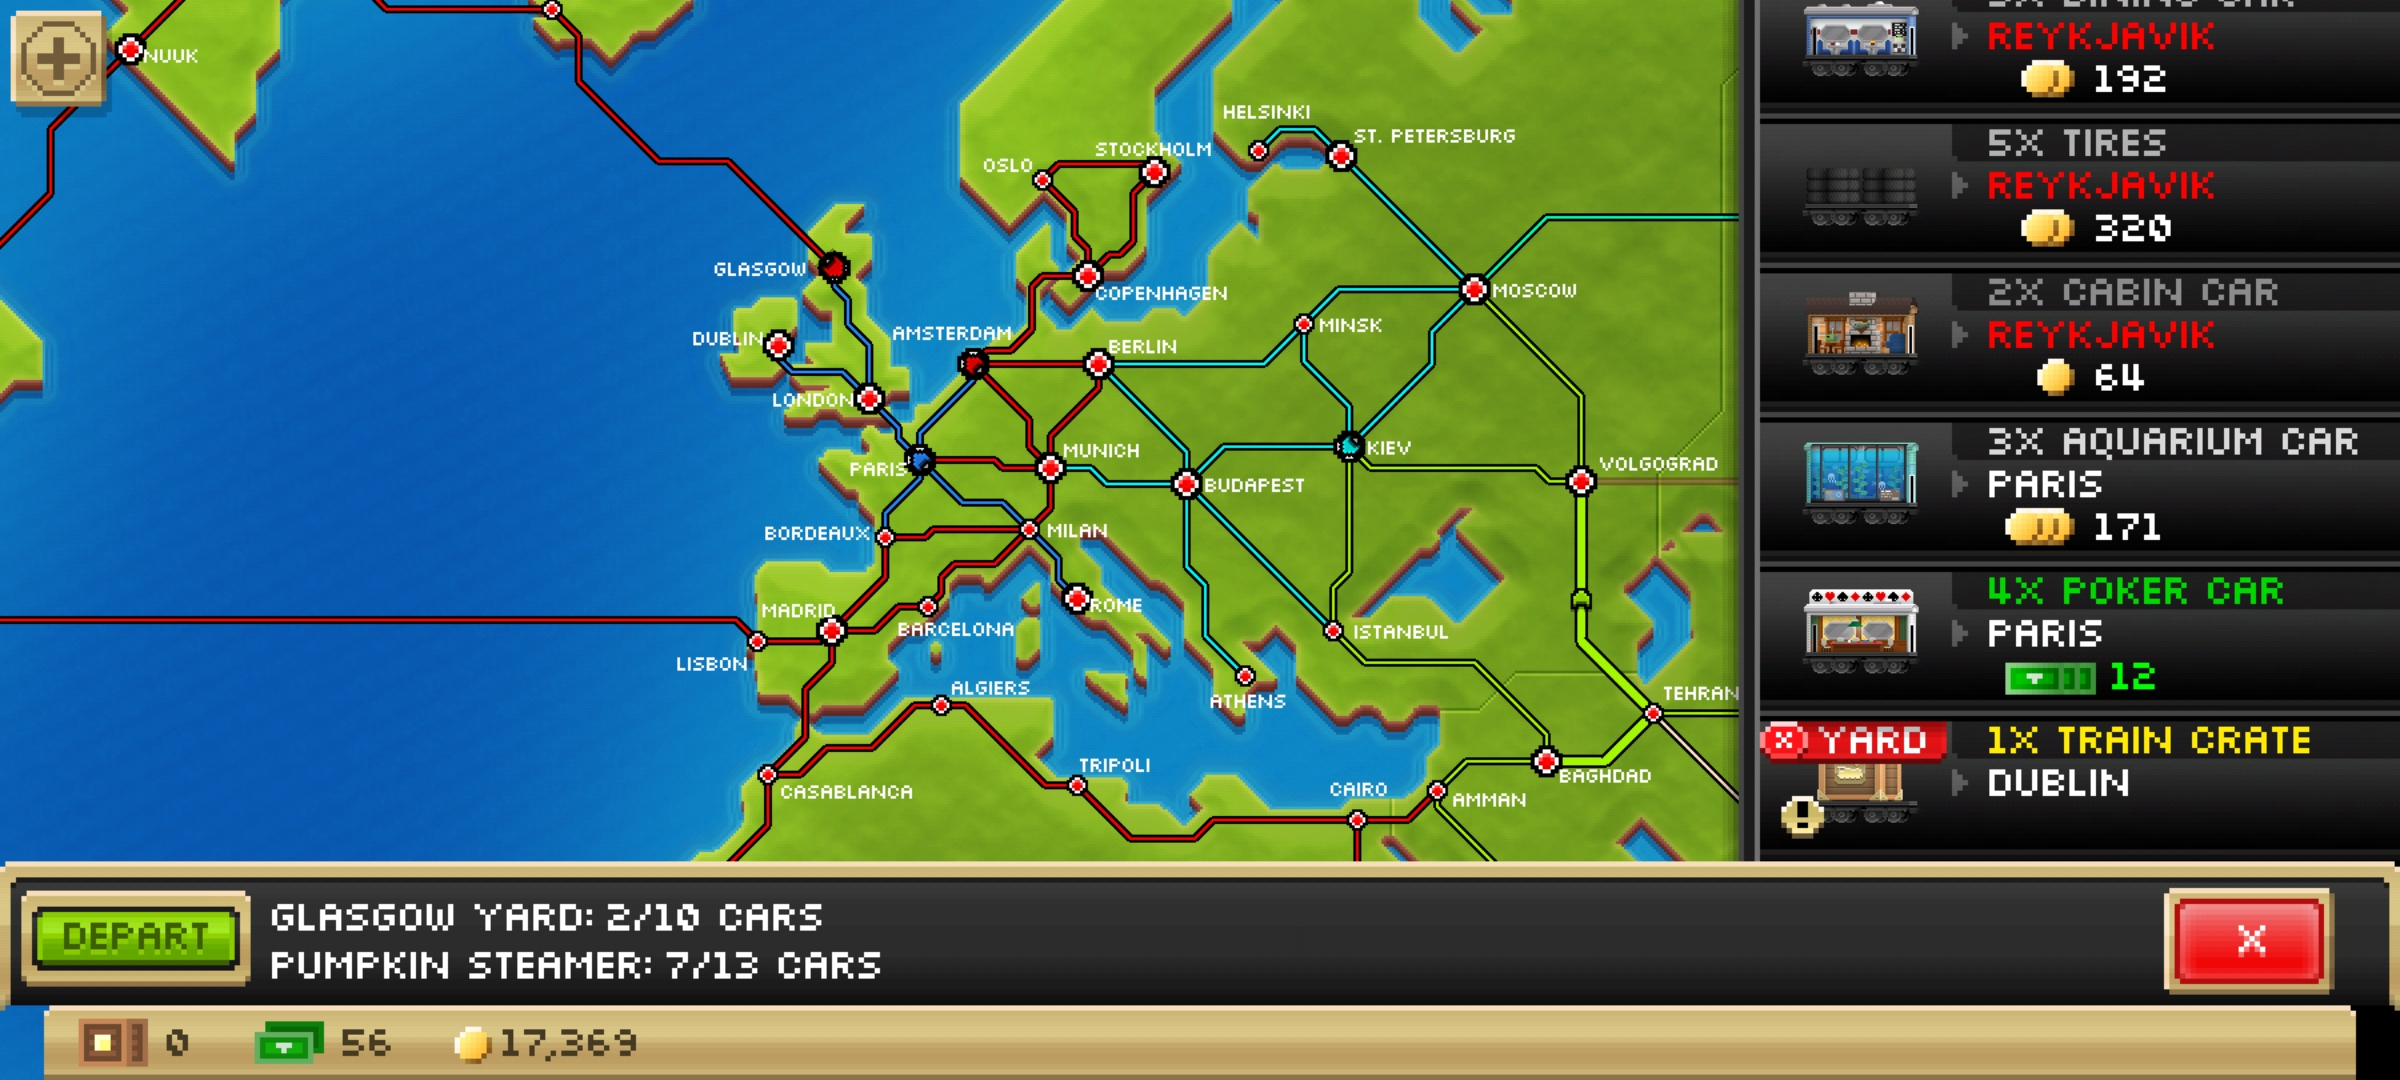 NUUK
HELSINKI
ST. PETERSBURG
STOCKHOLM
OSLO
GLASGOW
MOSCOW
COPENHAGEN
MINSK
AMSTERDAM
DUBLIN
BERLIN
LONDON
KIEV
MUNICH
PARIS
VOLGOGRAD
BUDAPEST
BORDEAUX
MILAN
MADRID
ROME
BARCELONA
ISTANBUL
LISBON
ALGIERS
ATHENS
TEHRAN
TRIPOLI
BAGHDAD
CASABLANCA
CAIRO
AMMAN
5X DINING CAR
REYKJAVIK
192
5X TIRES
REYKJAVIK
320
2X CABIN CAR
REYKJAVIK
64
3X AQUARIUM CAR
PARIS
171
4X POKER CAR
PARIS
12
YARD
1X TRAIN CRATE
DUBLIN
DEPART
GLASGOW YARD: 2/10 CARS
PUMPKIN STEAMER: 7/13 CARS
X
0
56
17,369